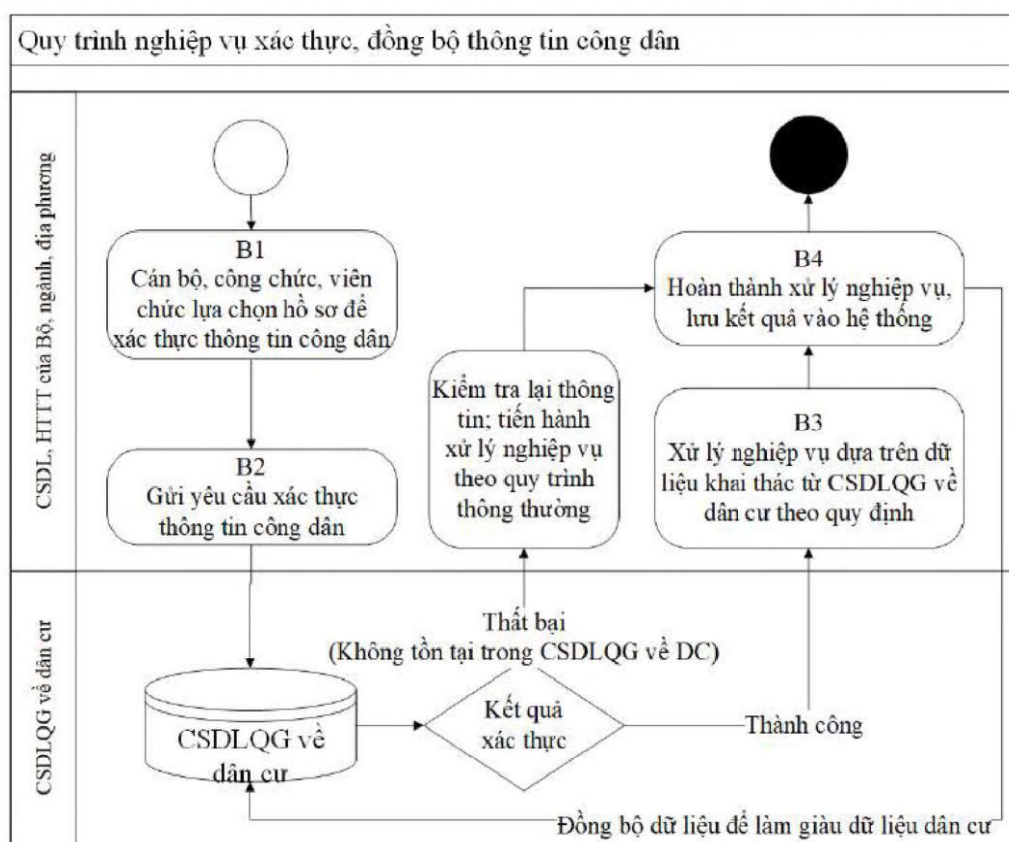 Quy trình nghiệp vụ xác thực, đồng bộ thông tin công dân
CSDL, HTTT của Bộ, ngành, địa phương
B1
Cán bộ, công chức, viên
chức lựa chọn hồ sơ để
xác thực thông tin công dân
B2
Gửi yêu cầu xác thực
thông tin công dân
Kiểm tra lại thông
tin; tiến hành
xử lý nghiệp vụ
theo quy trình
thông thường
B4
Hoàn thành xử lý nghiệp vụ,
lưu kết quả vào hệ thống
B3
Xử lý nghiệp vụ dựa trên dữ
liệu khai thác từ CSDLQG về
dân cư theo quy định
CSDLQG về dân cư
CSDLQG về
dân cư
Thất bại
(Không tồn tại trong CSDLQG về DC)
Kết quả
xác thực
Thành công
Đồng bộ dữ liệu để làm giàu dữ liệu dân cư